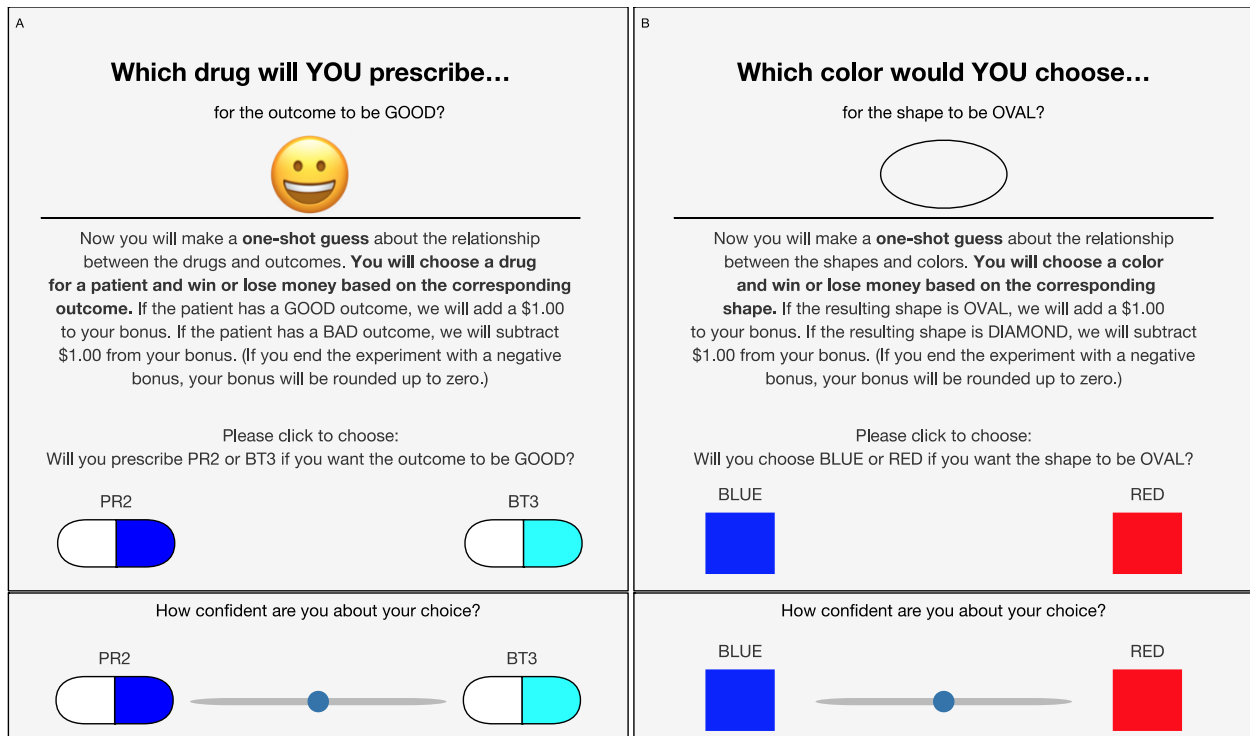 A
Which drug will YOU prescribe...
for the outcome to be GOOD?
Now you will make a one-shot guess about the relationship
between the drugs and outcomes. You will choose a drug
for a patient and win or lose money based on the corresponding
outcome. If the patient has a GOOD outcome, we will add a $1.00
to your bonus. If the patient has a BAD outcome, we will subtract
$1.00 from your bonus. (If you end the experiment with a negative
bonus, your bonus will be rounded up to zero.)
Please click to choose:
Will you prescribe PR2 or BT3 if you want the outcome to be GOOD?
PR2
BT3
How confident are you about your choice?
PR2
BT3
B
Which color would YOU choose...
for the shape to be OVAL?
Now you will make a one-shot guess about the relationship
between the shapes and colors. You will choose a color
and win or lose money based on the corresponding
shape. If the resulting shape is OVAL, we will add a $1.00
to your bonus. If the resulting shape is DIAMOND, we will subtract
$1.00 from your bonus. (If you end the experiment with a negative
bonus, your bonus will be rounded up to zero.)
Please click to choose:
Will you choose BLUE or RED if you want the shape to be OVAL?
BLUE
RED
How confident are you about your choice?
BLUE
RED